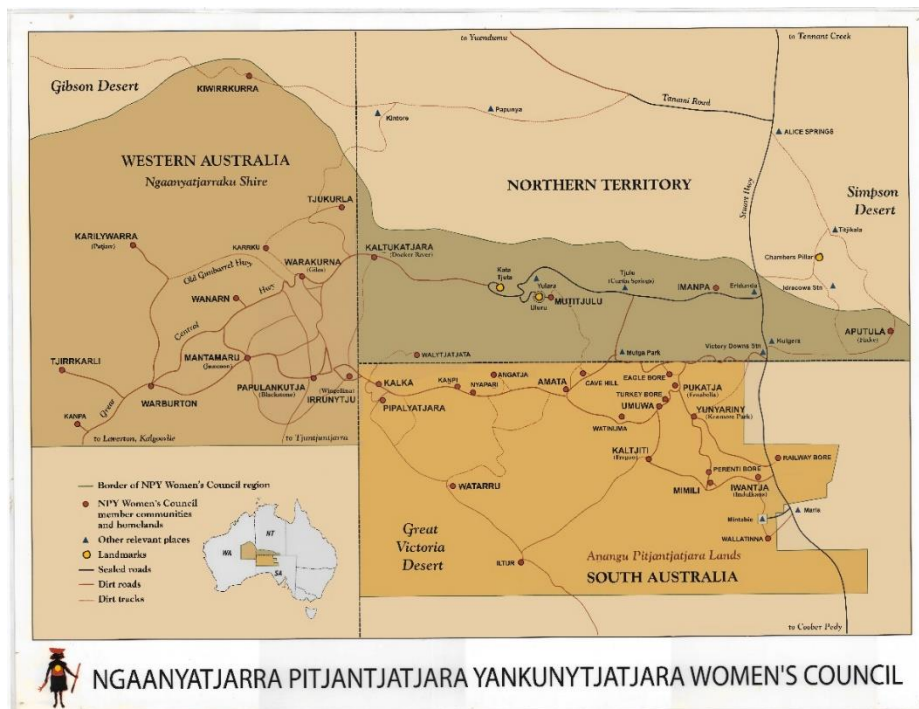 to Yuendumu
to Tennant Creek
Gibson Desert
KIWIRRKURRA
Kintore
Papunya
Tanami Road
ALICE SPRINGS
WESTERN AUSTRALIA
Ngaanyatjarraku Shire
NORTHERN TERRITORY
Stuart Hwy
Simpson
Desert
TJUKURLA
KARILYWARRA
(Patjarr)
KARRKU
KALTUKATJARA
(Docker River)
Titjikala
Chambers Pillar
Old Gunbarrel Hwy
WARAKURNA
(Giles)
Kata
Tjuta
Yulara
Uluru
MUTITJULU
Tjulu
(Curtin Springs)
IMANPA
Erldunda
Idracowra Stn
WANARN
Hwy
Central
Great
APUTULA
(Finke)
WALYTJATJATA
Mulga Park
Victory Downs Stn
Kulgera
TJIRRKARLI
MANTAMARU
(Jameson)
PAPULANKUTJA
(Blackstone)
(Wingellina)
IRRUNYTJU
WARBURTON
KANPA
KALKA
PIPALYATJARA
KANPI
NYAPARI
ANGATJA
AMATA
CAVE HILL
EAGLE BORE
PUKATJA
(Ernabella)
TURKEY BORE
UMUWA
YUNYARINY
(Kenmore Park)
WATINUMA
to Laverton, Kalgoorlie
to Tjuntjuntjarra
KALTJITI
(Fregon)
PERENTI BORE
RAILWAY BORE
MIMILI
IWANTJA
(Indulkana)
WATARRU
Mintabie
Marla
WALLATINNA
Great
Victoria
Desert
ILTUR
Anangu Pitjantjatjara Lands
SOUTH AUSTRALIA
to Coober Pedy
Border of NPY Women's Council
region
NPY Women's Council
member communities
and homelands
Other relevant places
Landmarks
Sealed roads
Dirt roads
Dirt tracks
WA
NT
SA
NGAANYATJARRA PITJANTJATJARA YANKUNYTJATJARA WOMEN'S COUNCIL